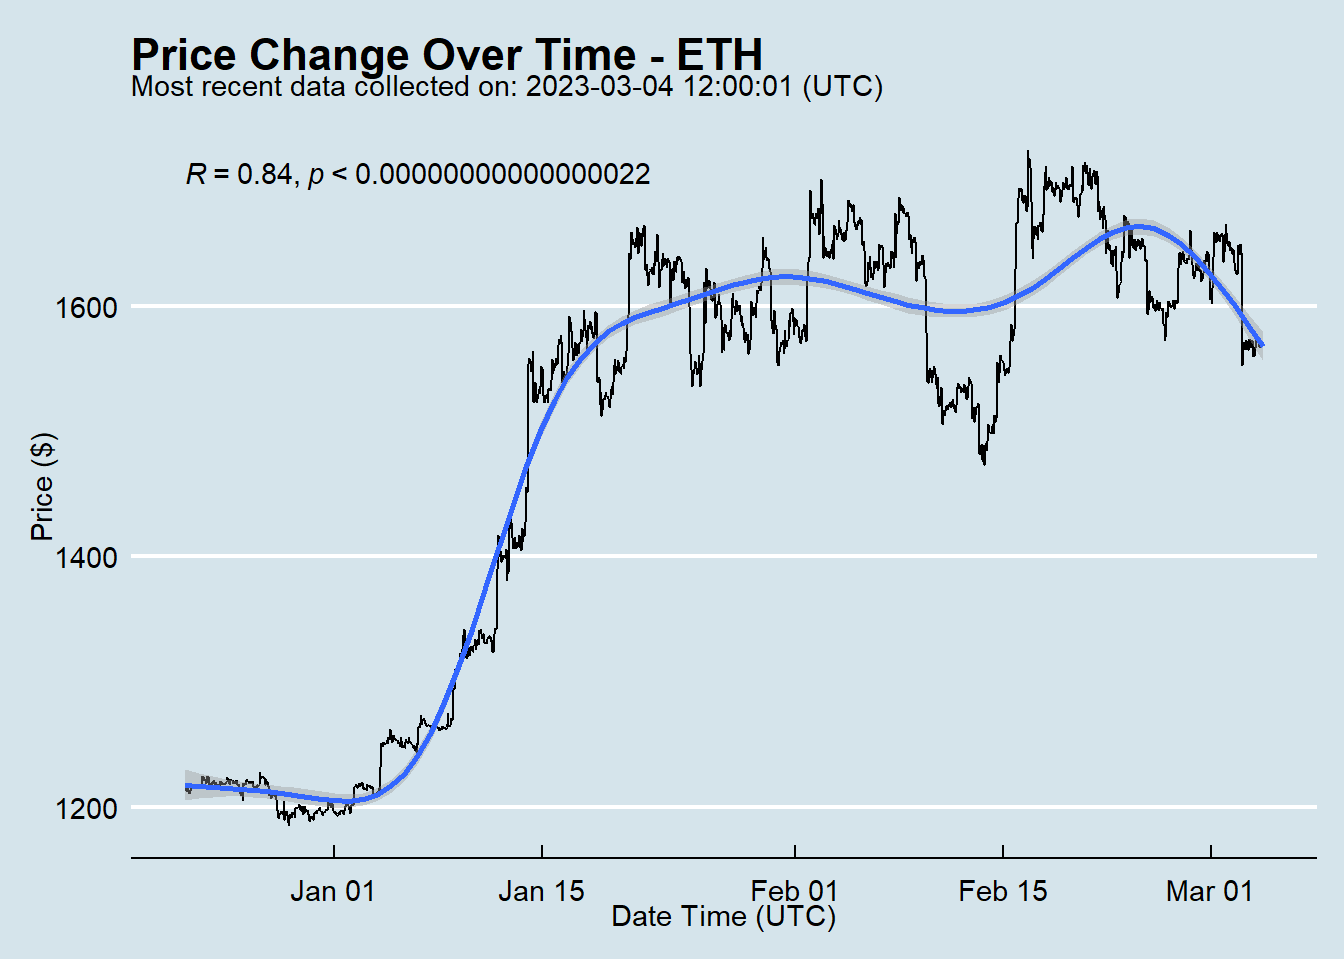 Price Change Over Time - ETH
Most recent data collected on: 2023-03-04 12:00:01 (UTC)
R = 0.84, p < 0.00000000000000022
1600
1400
1200
Price ($)
Jan 01
Jan 15
Feb 01
Feb 15
Mar 01
Date Time (UTC)